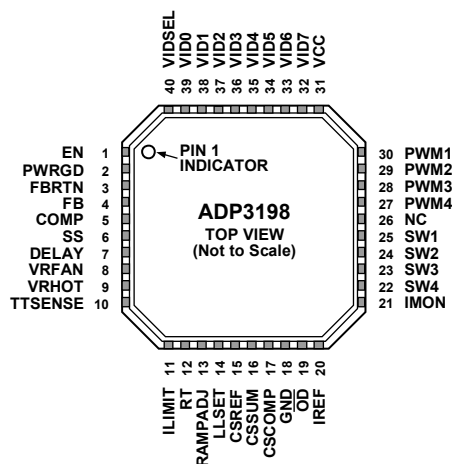 VIDSEL
VID0
VID1
VID2
VID3
VID4
VID5
VID6
VID7
VCC
40
39
38
37
36
35
34
33
32
31
EN 1
PWRGD 2
FBRTN 3
FB 4
COMP 5
SS 6
DELAY 7
VRFAN 8
VRHOT 9
TTSENSE 10
PIN 1
INDICATOR
ADP3198
TOP VIEW
(Not to Scale)
30 PWM1
29 PWM2
28 PWM3
27 PWM4
26 NC
25 SW1
24 SW2
23 SW3
22 SW4
21 IMON
11
12
13
14
15
16
17
18
19
20
ILIMIT
RT
RAMPADJ
LLSET
CSREF
CSSUM
CSCOMP
GND
OD
IREF